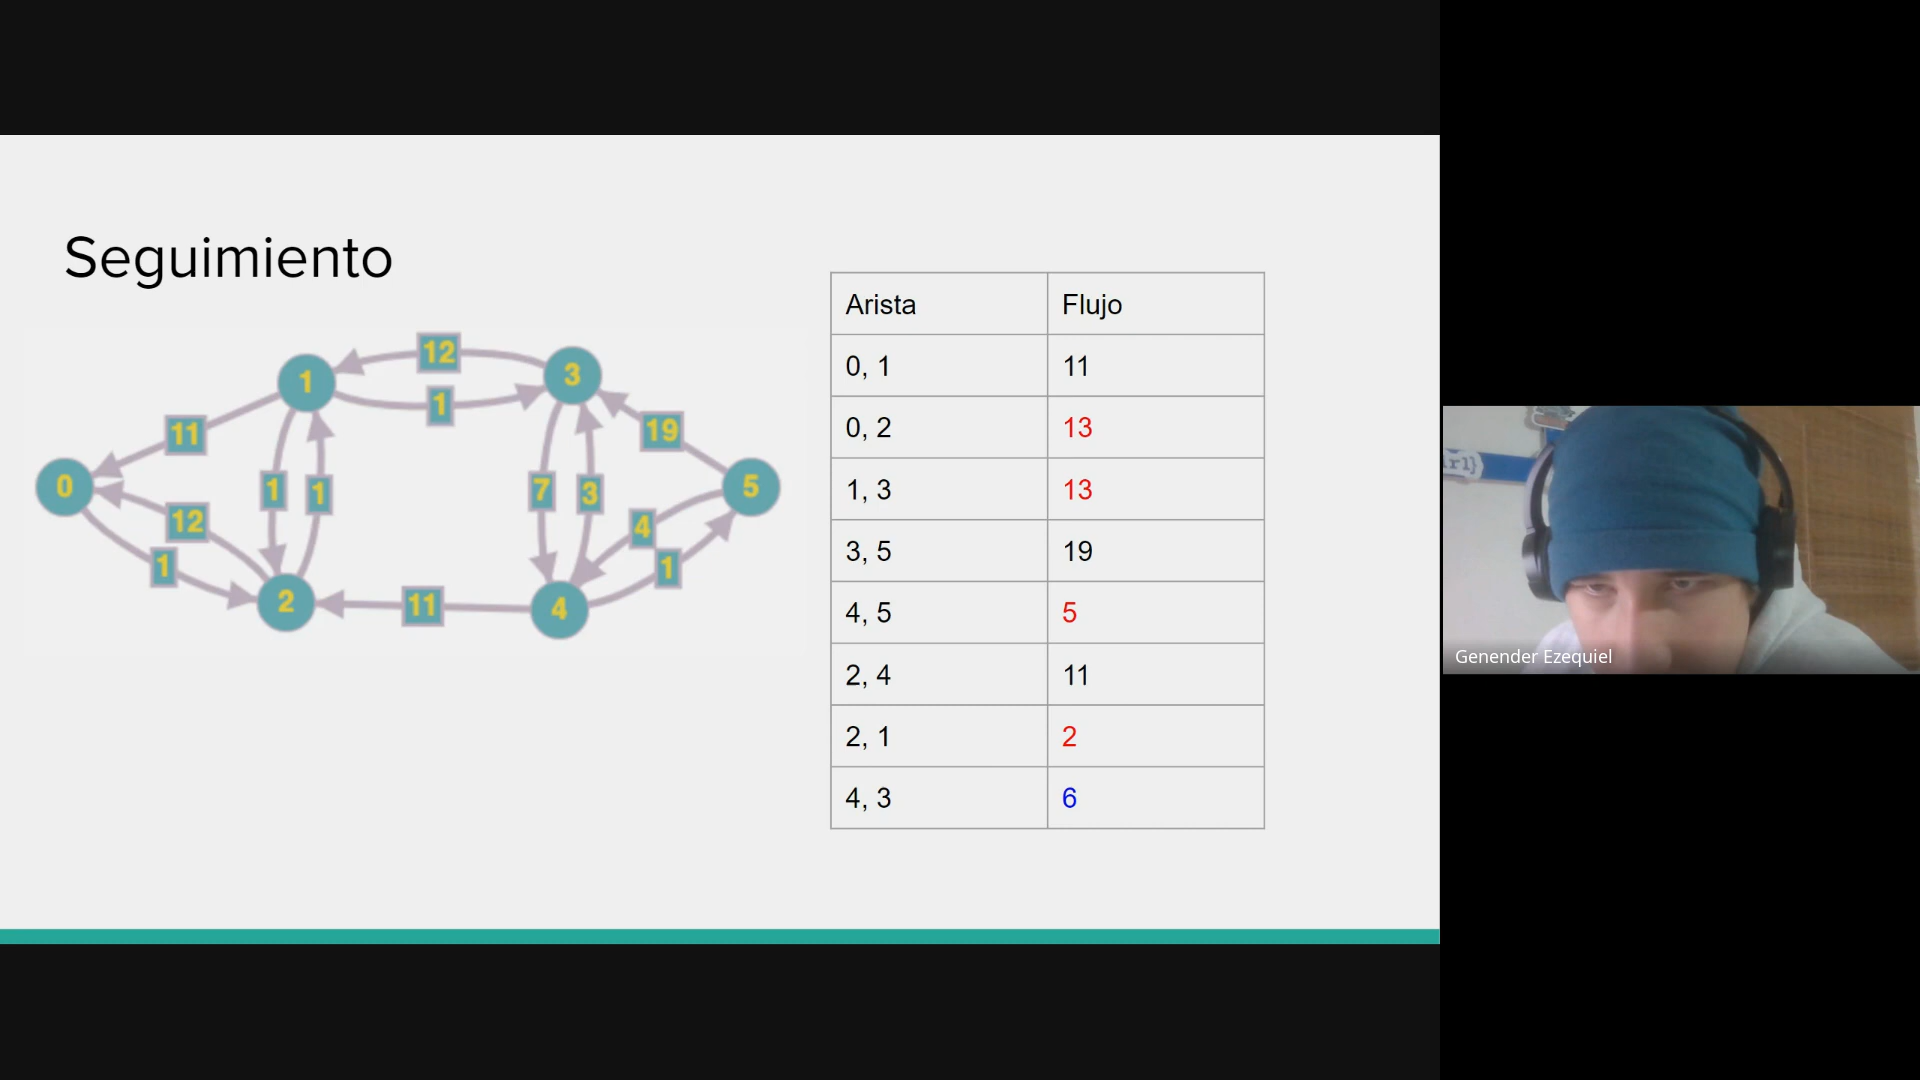 Seguimiento
12
1
3
1
11
19
0
12
1
1
1
7
3
4
1
5
2
11
4
Arista Flujo
0, 1 11
0, 2 13
1, 3 13
3, 5 19
4, 5 5
2, 4 11
2, 1 2
4, 3 6
rl}
Genender Ezequiel